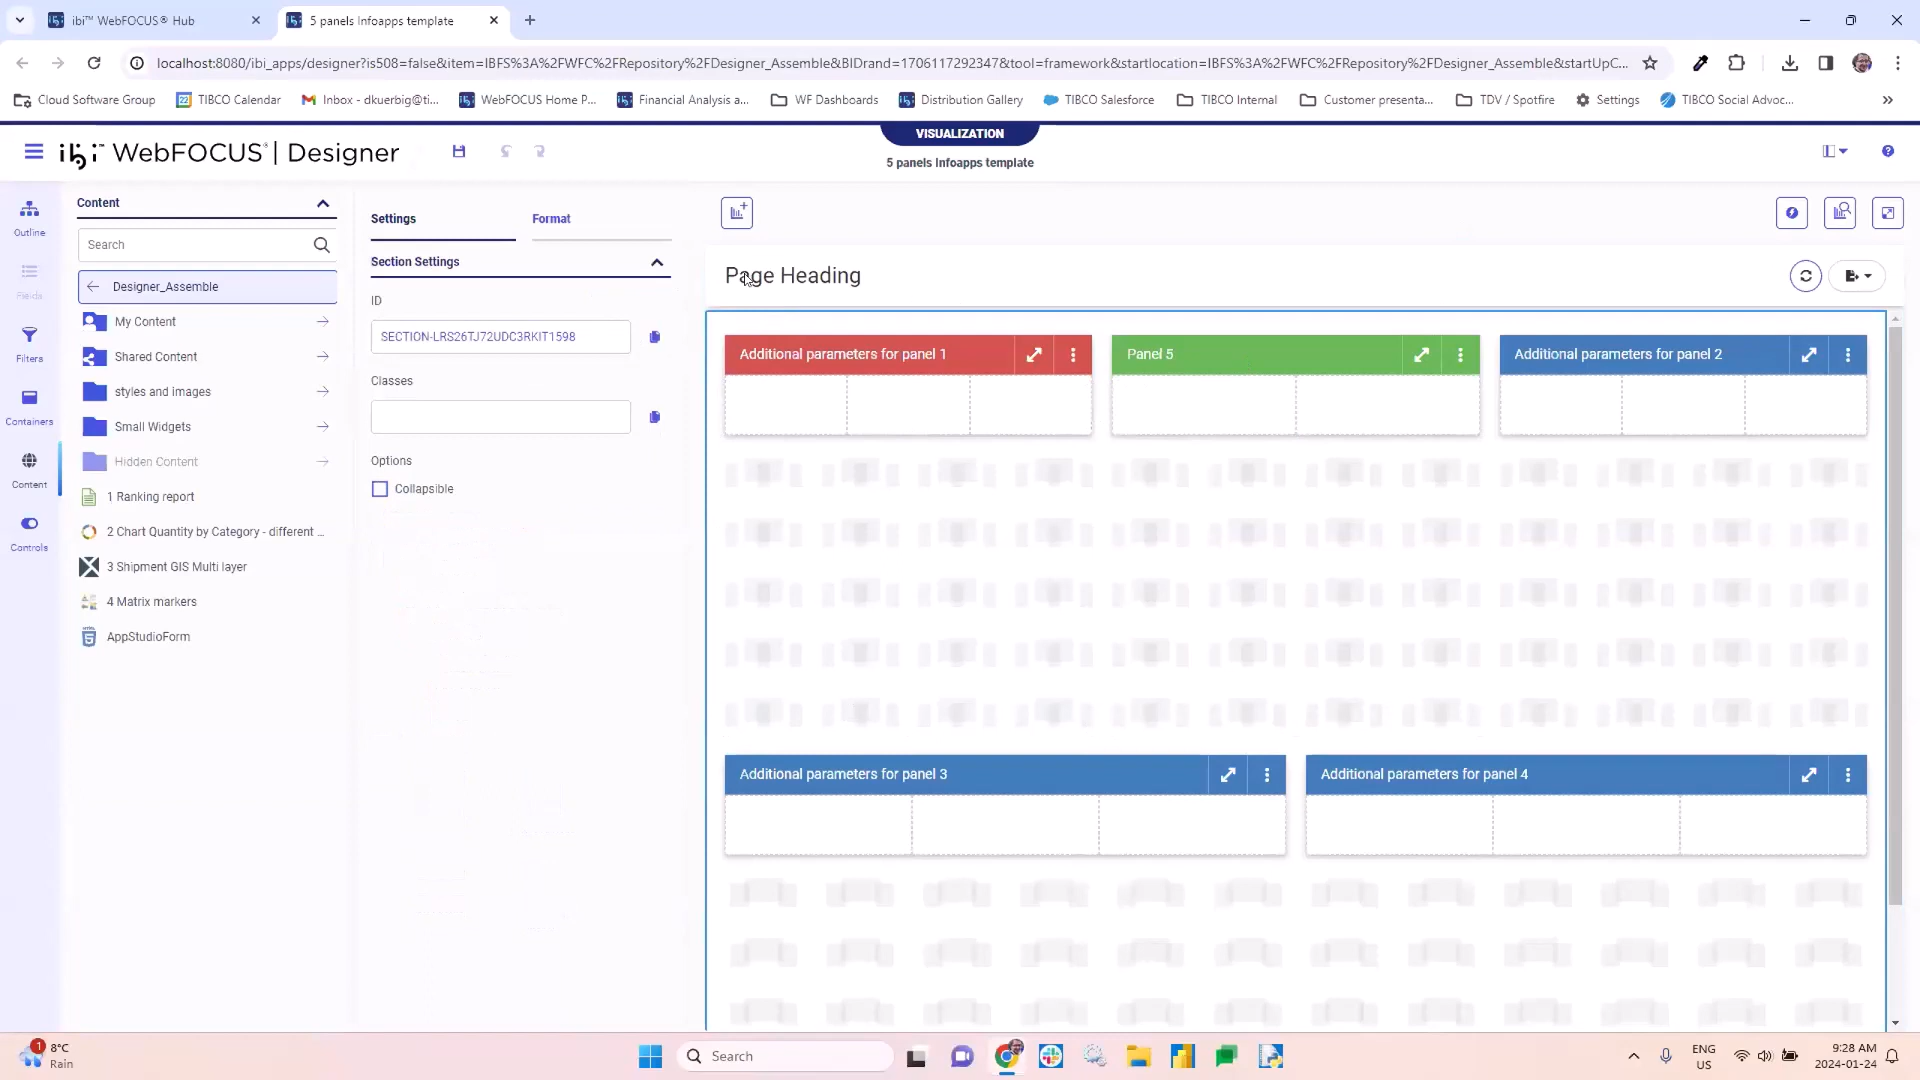 ibi™ WebFOCUS® Hub
5 panels Infoapps template
localhost:8080/ibi_apps/designer?is508=false&item=IBFS%3A%2FWFC%2FRepository%2FDesigner_Assemble&BIDrand=1706117292347&tool=framework&startlocation=IBFS%3A%2FWFC%2FRepository%2FDesigner_Assemble&startUpC...
Cloud Software Group
22
TIBCO Calendar
Inbox - dkuerbig@ti...
WebFOCUS Home P...
Financial Analysis a...
WF Dashboards
Distribution Gallery
TIBCO Salesforce
TIBCO Internal
Customer presenta...
TDV / Spotfire
Settings
TIBCO Social Advoc...
VISUALIZATION
ibi™ WebFOCUS® | Designer
5 panels Infoapps template
Outline
Fields
Filters
Containers
Content
Controls
Content
Search
Designer_Assemble
My Content
Shared Content
styles and images
Small Widgets
Hidden Content
1 Ranking report
2 Chart Quantity by Category - different ...
3 Shipment GIS Multi layer
4 Matrix markers
AppStudioForm
Settings
Format
Section Settings
ID
SECTION-LRS26TJ72UDC3RKIT1598
Classes
Options
Collapsible
Page Heading
Additional parameters for panel 1
Panel 5
Additional parameters for panel 2
Additional parameters for panel 3
Additional parameters for panel 4
1
8°C
Rain
Search
ENG
US
9:28 AM
2024-01-24